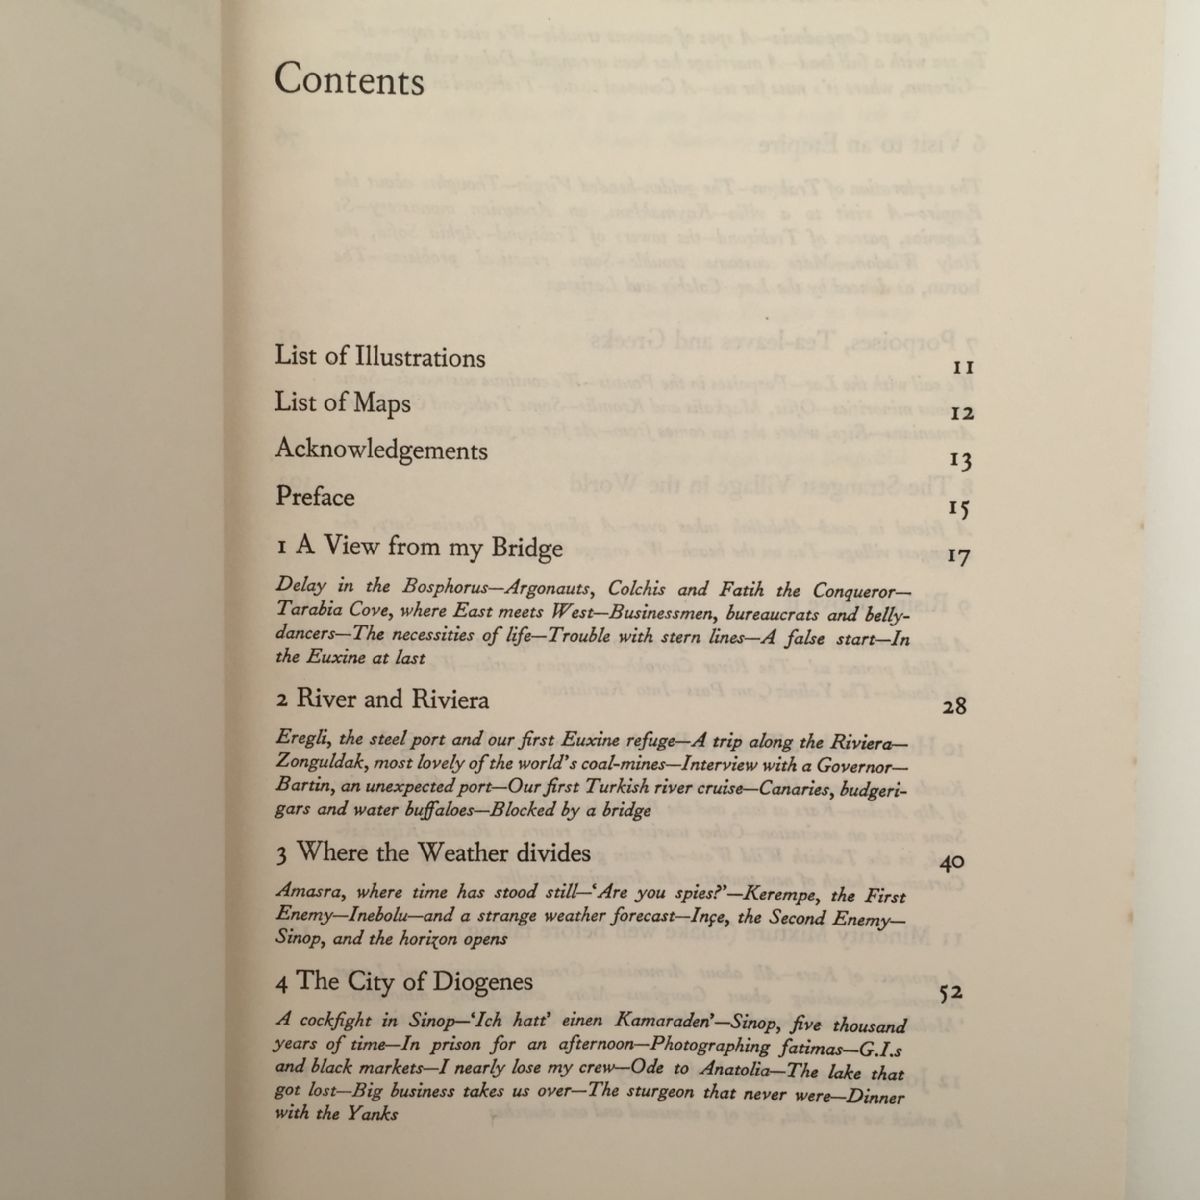 Contents
List of Illustrations 11
List of Maps 12
Acknowledgements 13
Preface 15
1 A View from my Bridge 17
Delay in the Bosphorus—Argonauts, Colchis and Fatih the Conqueror—
Tarabia Cove, where East meets West—Businessmen, bureaucrats and belly-
dancers—The necessities of life—Trouble with stern lines—A false start—In
the Euxine at last
2 River and Riviera 28
Eregli, the steel port and our first Euxine refuge—A trip along the Riviera—
Zonguldak, most lovely of the world's coal-mines—Interview with a Governor—
Bartin, an unexpected port—Our first Turkish river cruise—Canaries, budgeri-
gars and water buffaloes—Blocked by a bridge
3 Where the Weather divides 40
Amasra, where time has stood still—'Are you spies?'—Kerempe, the First
Enemy—Inebolu—and a strange weather forecast—Inçe, the Second Enemy—
Sinop, and the horizon opens
4 The City of Diogenes 52
A cockfight in Sinop—'Ich hatt' einen Kamaraden'—Sinop, five thousand
years of time—In prison for an afternoon—Photographing fatimas—G.I.s
and black markets—I nearly lose my crew—Ode to Anatolia—The lake that
got lost—Big business takes us over—The sturgeon that never were—Dinner
with the Yanks